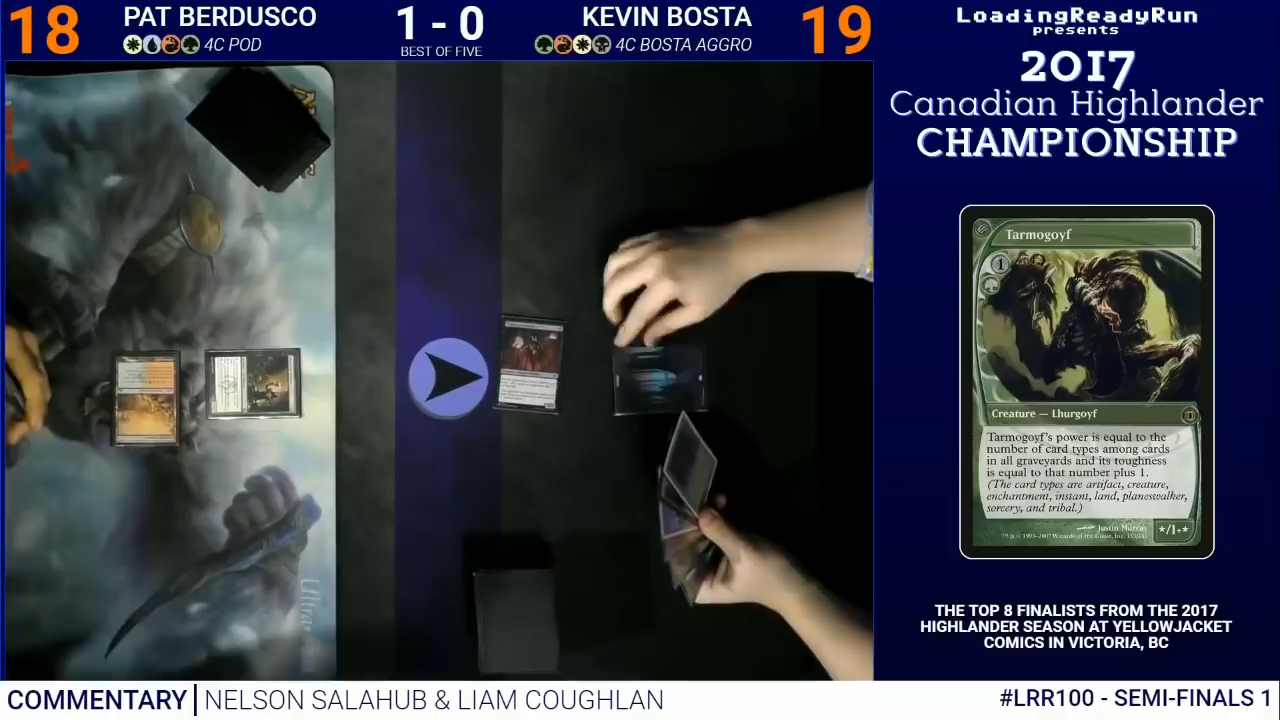 18 PAT BERDUSCO 1 - 0 KEVIN BOSTA 19
4C POD BEST OF FIVE 4C BOSTA AGGRO
LoadingReadyRun
presents
2017
Canadian Highlander
CHAMPIONSHIP
Tarmogoyf
1
Creature — Lhurgoyf
Tarmogoyf's power is equal to the
number of card types among cards
in all graveyards and its toughness
is equal to that number plus 1.
(The card types are artifact, creature,
enchantment, instant, land, planeswalker,
sorcery, and tribal.)
Justin Murray
*/1+*
THE TOP 8 FINALISTS FROM THE 2017
HIGHLANDER SEASON AT YELLOWJACKET
COMICS IN VICTORIA, BC
Ultra
COMMENTARY NELSON SALAHUB & LIAM COUGHLAN #LRR100 - SEMI-FINALS 1